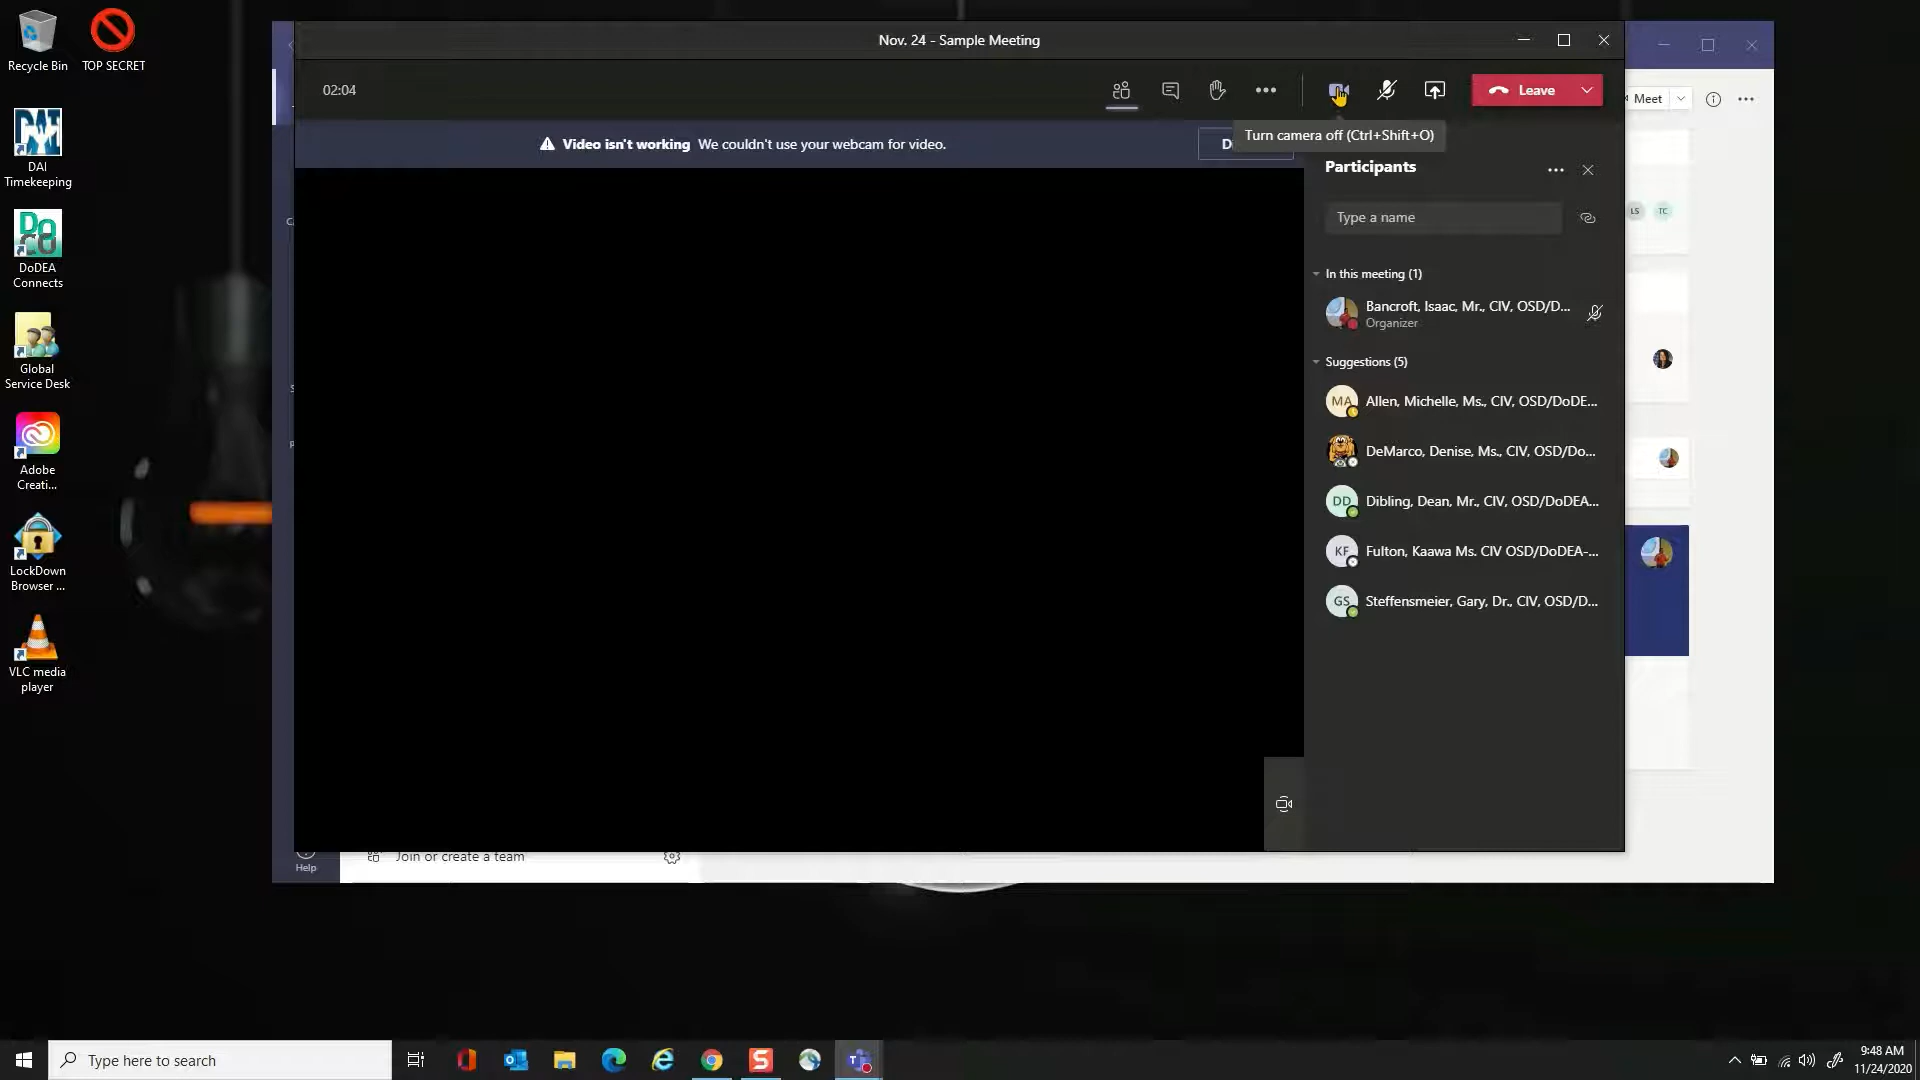 Recycle Bin
TOP SECRET
DAI
Timekeeping
DoDEA
Connects
Global
Service Desk
Adobe
Creati...
LockDown
Browser ...
VLC media
player
Nov. 24 - Sample Meeting
02:04
Leave
Meet
Turn camera off (Ctrl+Shift+O)
Video isn't working We couldn't use your webcam for video.
Participants
Type a name
In this meeting (1)
Bancroft, Isaac, Mr., CIV, OSD/D...
Organizer
Suggestions (5)
MA
Allen, Michelle, Ms., CIV, OSD/DoDE...
DeMarco, Denise, Ms., CIV, OSD/Do...
DD
Dibling, Dean, Mr., CIV, OSD/DoDEA...
KF
Fulton, Kaawa Ms. CIV OSD/DoDEA-...
GS
Steffensmeier, Gary, Dr., CIV, OSD/D...
LS
TC
Help
Join or create a team
Type here to search
9:48 AM
11/24/2020